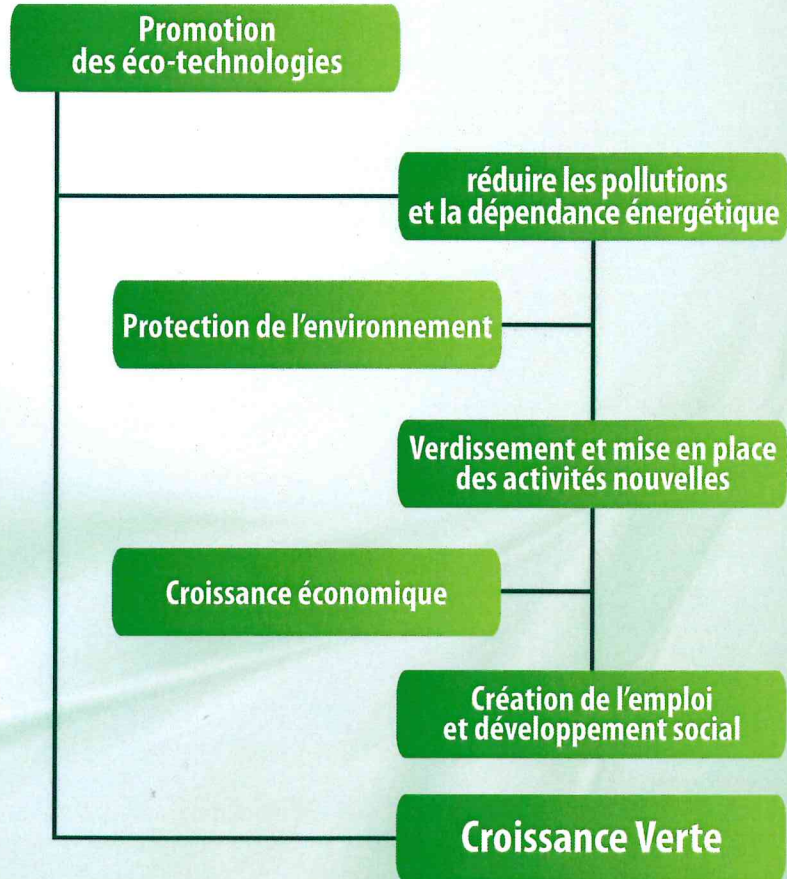 Promotion
des éco-technologies
réduire les pollutions
et la dépendance énergétique
Protection de l'environnement
Verdissement et mise en place
des activités nouvelles
Croissance économique
Création de l'emploi
et développement social
Croissance Verte